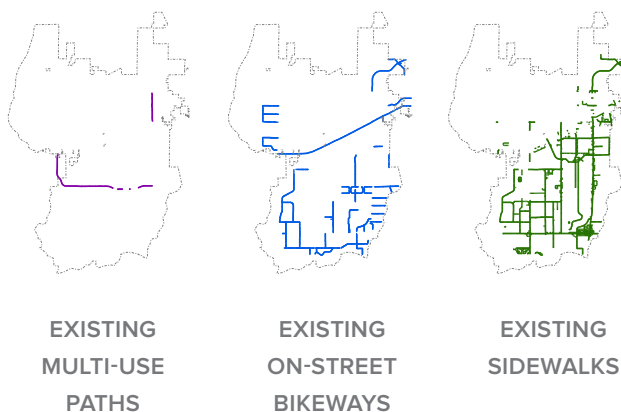 EXISTING
MULTI-USE
PATHS
EXISTING
ON-STREET
BIKEWAYS
EXISTING
SIDEWALKS